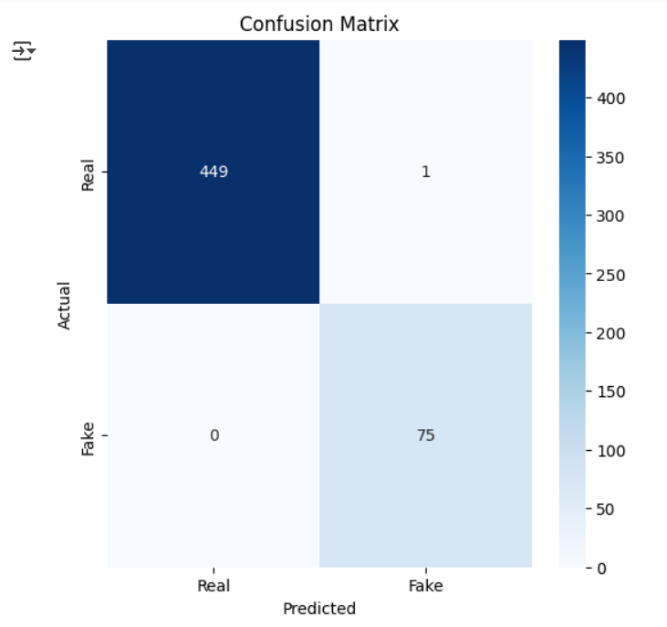 Confusion Matrix
Actual
Real
449
1
Fake
0
75
Real
Fake
Predicted
400
350
300
250
200
150
100
50
0